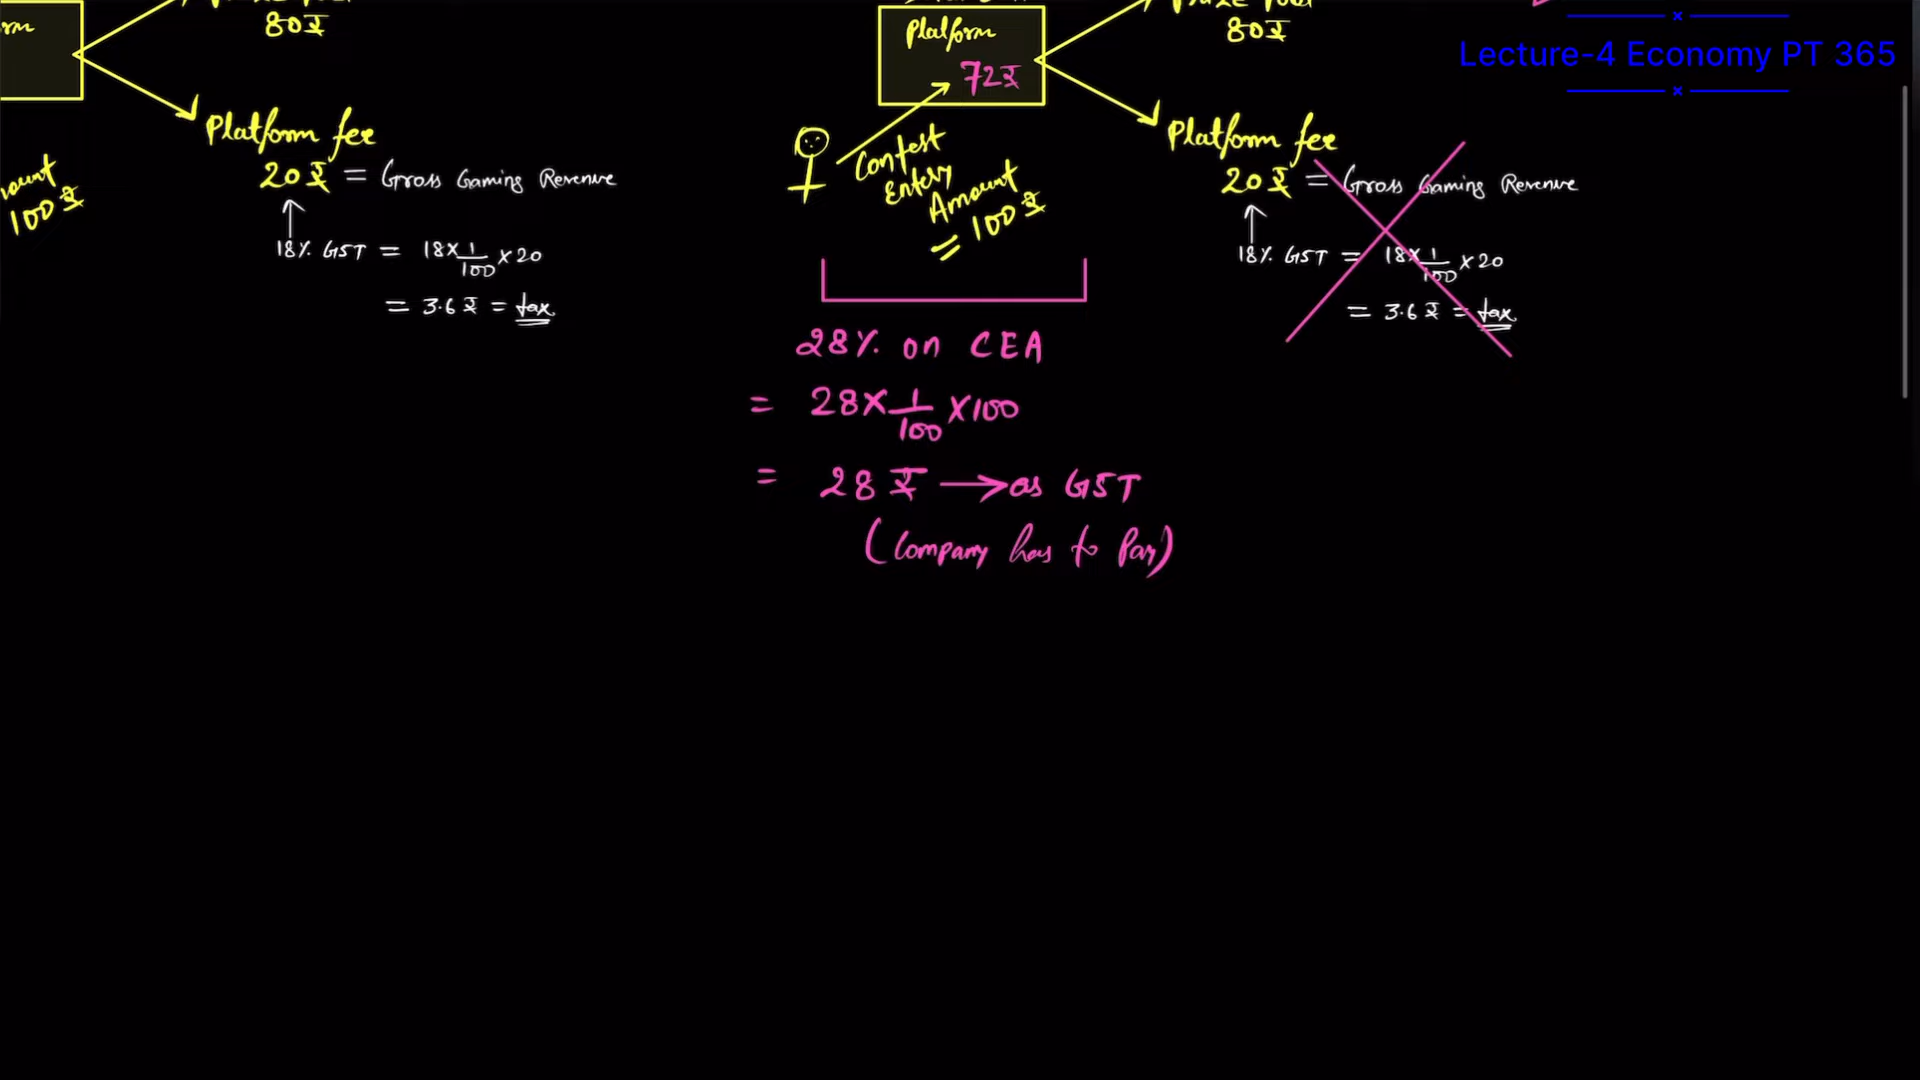 80₹
Platform fee
20₹ = Gross Gaming Revenue
18% GST = 18×1/100×20
= 3.6₹ = tax
100₹
Platform
72₹
Contest
Entry
Amount
= 100₹
80₹
Platform fee
20₹ = Gross Gaming Revenue
18% GST = 18×1/100×20
= 3.6₹ = tax
28% on CEA
= 28×1/100×100
= 28₹ → as GST
(Company has to Pay)
Lecture-4 Economy PT 365